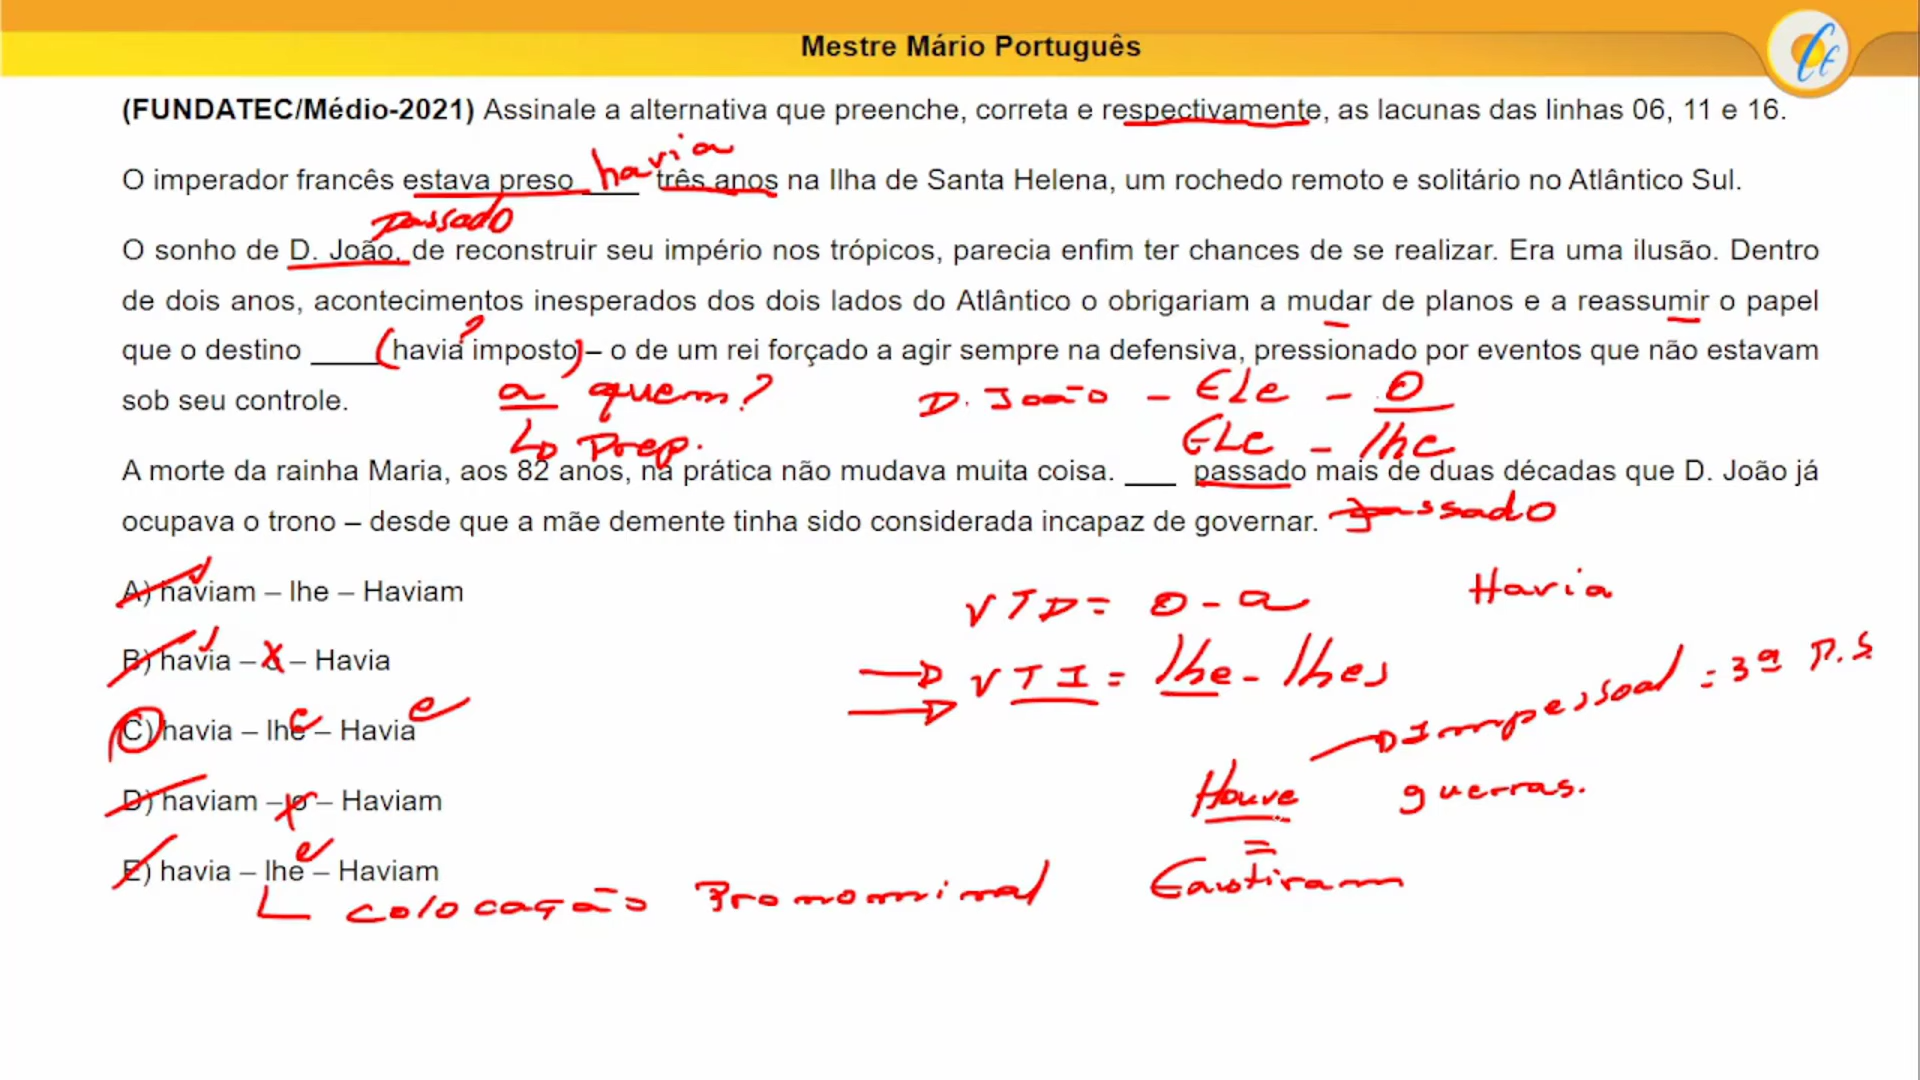 Mestre Mário Português
(FUNDATEC/Médio-2021) Assinale a alternativa que preenche, correta e respectivamente, as lacunas das linhas 06, 11 e 16.
havia
O imperador francês estava preso ____ três anos na Ilha de Santa Helena, um rochedo remoto e solitário no Atlântico Sul.
passado
O sonho de D. João, de reconstruir seu império nos trópicos, parecia enfim ter chances de se realizar. Era uma ilusão. Dentro
de dois anos, acontecimentos inesperados dos dois lados do Atlântico o obrigariam a mudar de planos e a reassumir o papel
?
que o destino ____ (havia imposto) – o de um rei forçado a agir sempre na defensiva, pressionado por eventos que não estavam
a quem? D. João - ELE - O
sob seu controle.
↳ Prep. ELE - lhe
A morte da rainha Maria, aos 82 anos, na prática não mudava muita coisa. ___ passado mais de duas décadas que D. João já
ocupava o trono – desde que a mãe demente tinha sido considerada incapaz de governar. passado
A) haviam – lhe – Haviam
VTD = o - a Havia
B) havia – o – Havia
VTI = lhe - lhes
Impessoal = 3ª P.S.
C) havia – lhe – Havia
Houve guerras.
D) haviam – o – Haviam
=
E) havia – lhe – Haviam
Existiram
colocação Pronominal